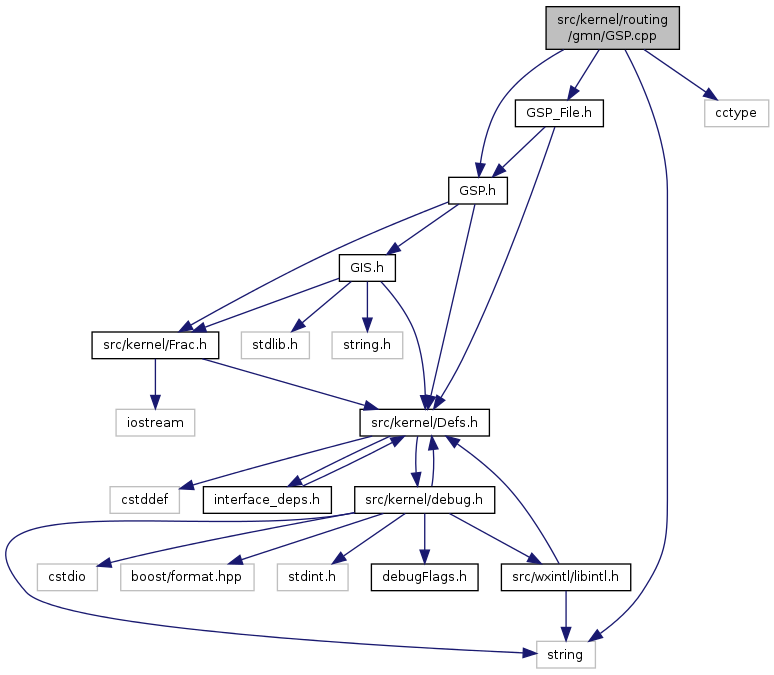 src/kernel/routing
/gmn/GSP.cpp
GSP_File.h
cctype
GSP.h
GIS.h
src/kernel/Frac.h
stdlib.h
string.h
iostream
src/kernel/Defs.h
cstddef
interface_deps.h
src/kernel/debug.h
cstdio
boost/format.hpp
stdint.h
debugFlags.h
src/wxintl/libintl.h
string